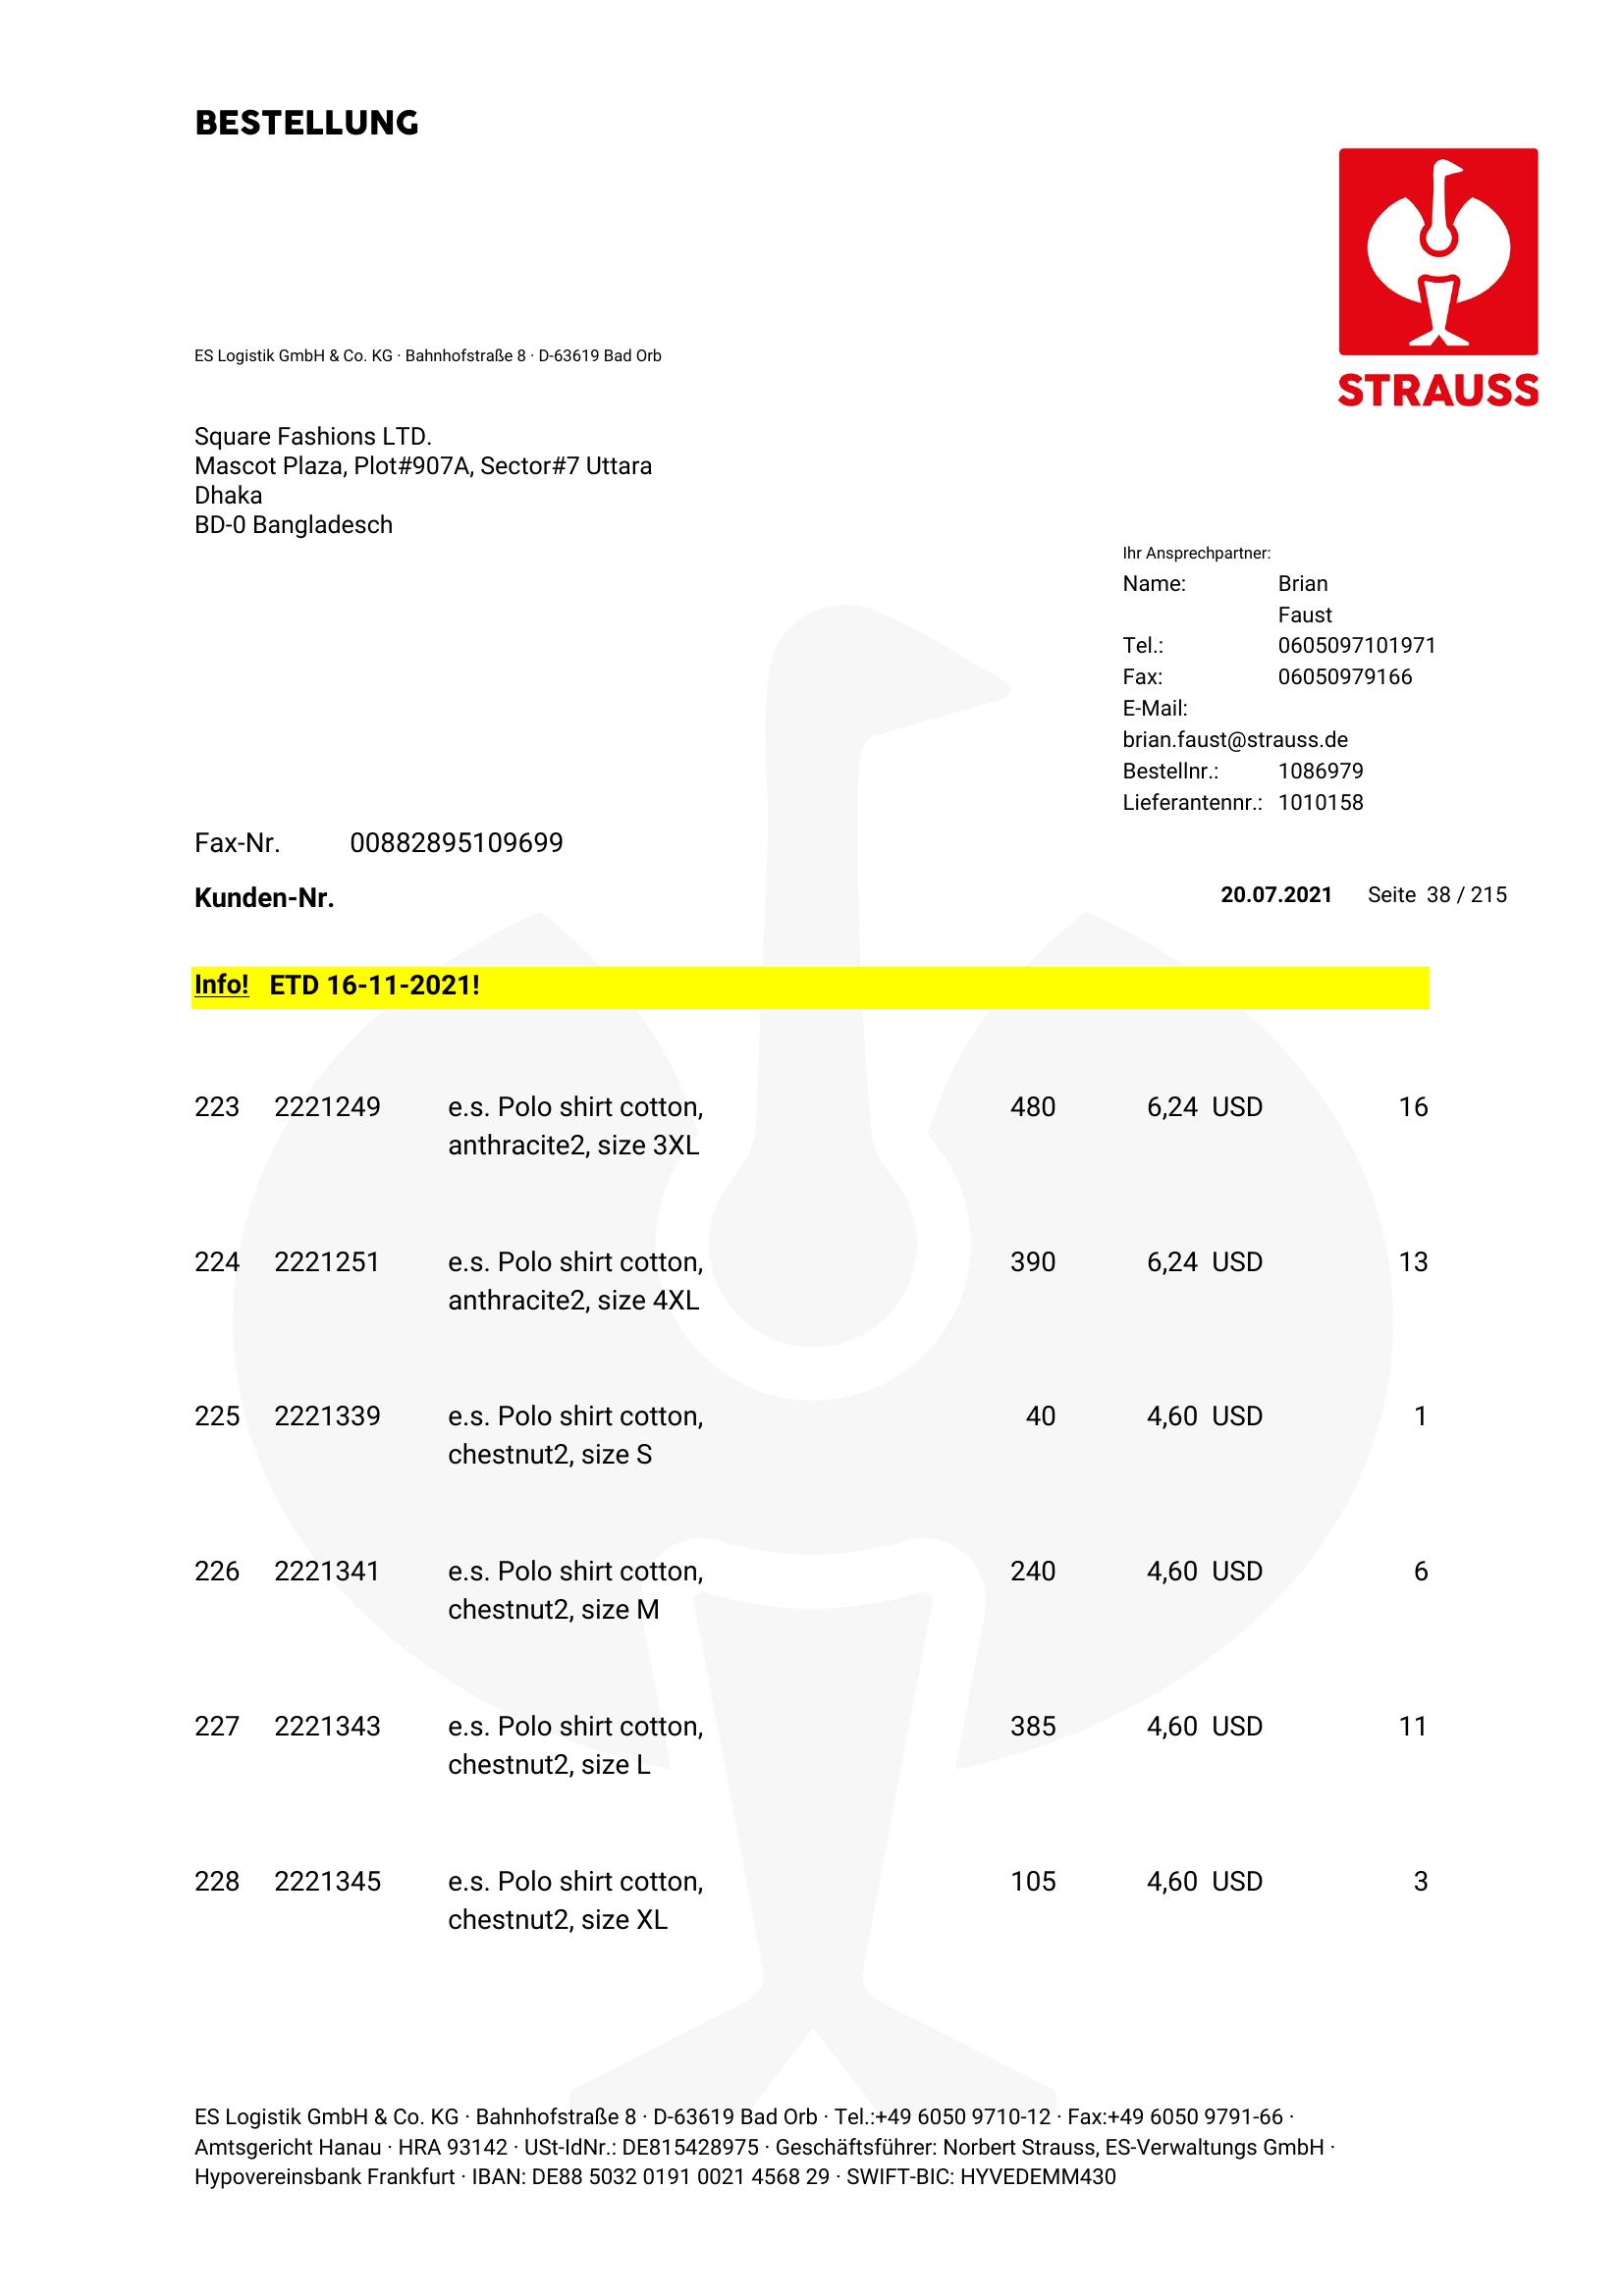 BESTELLUNG
STRAUSS
ES Logistik GmbH & Co. KG · Bahnhofstraße 8 · D-63619 Bad Orb
Square Fashions LTD.
Mascot Plaza, Plot#907A, Sector#7 Uttara
Dhaka
BD-0 Bangladesch
Ihr Ansprechpartner:
Name: Brian
Faust
Tel.: 0605097101971
Fax: 06050979166
E-Mail:
brian.faust@strauss.de
Bestellnr.: 1086979
Lieferantennr.: 1010158
Fax-Nr. 00882895109699
Kunden-Nr. 20.07.2021 Seite 38 / 215
Info! ETD 16-11-2021!
223 2221249 e.s. Polo shirt cotton, 480 6,24 USD 16
anthracite2, size 3XL
224 2221251 e.s. Polo shirt cotton, 390 6,24 USD 13
anthracite2, size 4XL
225 2221339 e.s. Polo shirt cotton, 40 4,60 USD 1
chestnut2, size S
226 2221341 e.s. Polo shirt cotton, 240 4,60 USD 6
chestnut2, size M
227 2221343 e.s. Polo shirt cotton, 385 4,60 USD 11
chestnut2, size L
228 2221345 e.s. Polo shirt cotton, 105 4,60 USD 3
chestnut2, size XL
ES Logistik GmbH & Co. KG · Bahnhofstraße 8 · D-63619 Bad Orb · Tel.:+49 6050 9710-12 · Fax:+49 6050 9791-66 ·
Amtsgericht Hanau · HRA 93142 · USt-IdNr.: DE815428975 · Geschäftsführer: Norbert Strauss, ES-Verwaltungs GmbH ·
Hypovereinsbank Frankfurt · IBAN: DE88 5032 0191 0021 4568 29 · SWIFT-BIC: HYVEDEMM430